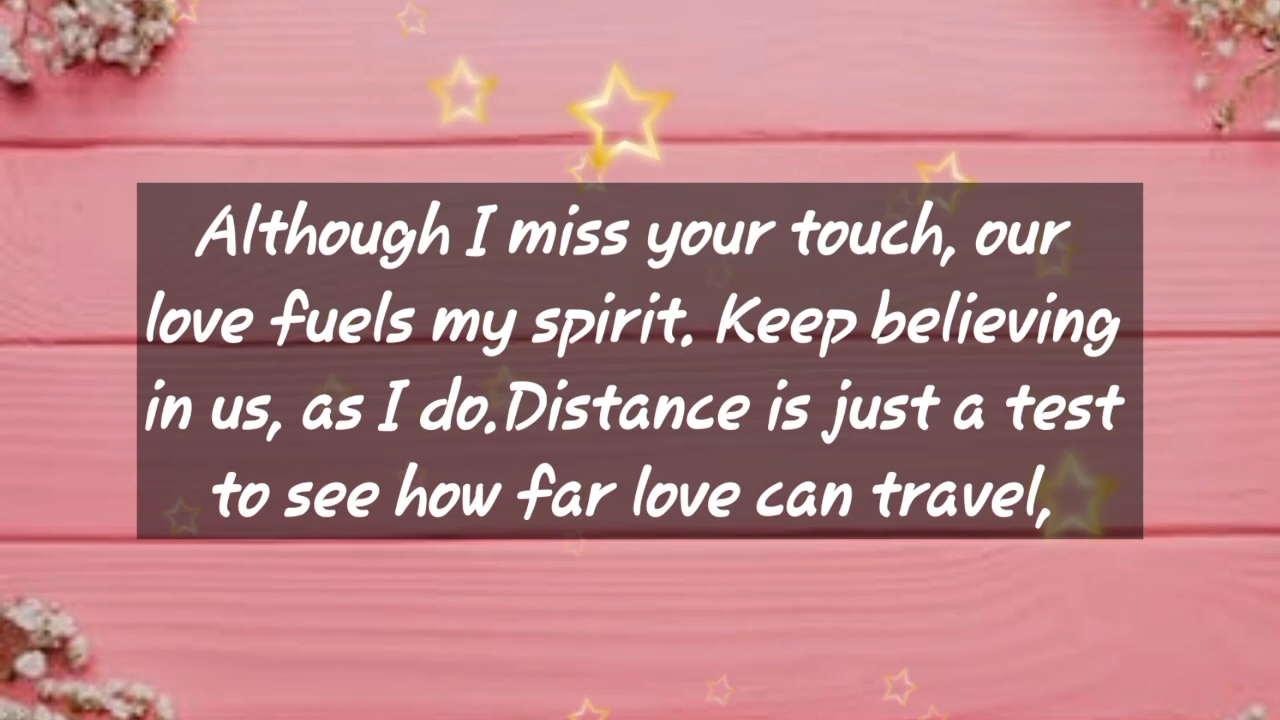 Although I miss your touch, our
love fuels my spirit. Keep believing
in us, as I do.Distance is just a test
to see how far love can travel,